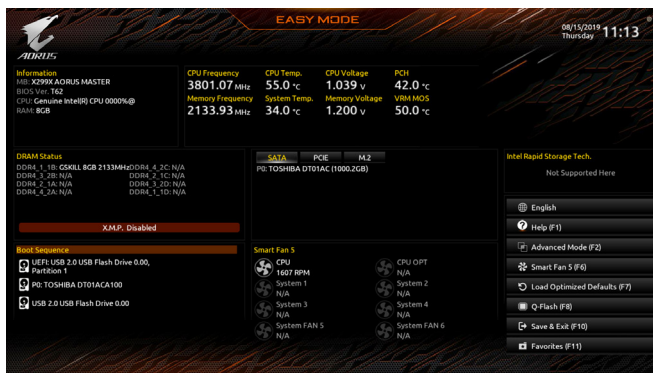 EASY MODE
08/15/2019
Thursday 11:13
AORUS
Information
MB: X299X AORUS MASTER
BIOS Ver. T62
CPU: Genuine Intel(R) CPU 0000%@
RAM: 8GB
CPU Frequency CPU Temp. CPU Voltage PCH
3801.07 MHz 55.0 °C 1.039 V 42.0 °C
Memory Frequency System Temp. Memory Voltage VRM MOS
2133.93 MHz 34.0 °C 1.200 V 50.0 °C
DRAM Status
DDR4_1_1B: GSKILL 8GB 2133MHz DDR4_4_2C: N/A
DDR4_3_2B: N/A DDR4_2_1C: N/A
DDR4_2_1A: N/A DDR4_3_2D: N/A
DDR4_4_2A: N/A DDR4_1_1D: N/A
X.M.P. Disabled
SATA PCIE M.2
P0: TOSHIBA DT01AC (1000.2GB)
Intel Rapid Storage Tech.
Not Supported Here
Boot Sequence
UEFI: USB 2.0 USB Flash Drive 0.00,
Partition 1
P0: TOSHIBA DT01ACA100
USB 2.0 USB Flash Drive 0.00
Smart Fan 5
CPU CPU OPT
1607 RPM N/A
System 1 System 2
N/A N/A
System 3 System 4
N/A N/A
System FAN 5 System FAN 6
N/A N/A
English
Help (F1)
Advanced Mode (F2)
Smart Fan 5 (F6)
Load Optimized Defaults (F7)
Q-Flash (F8)
Save & Exit (F10)
Favorites (F11)